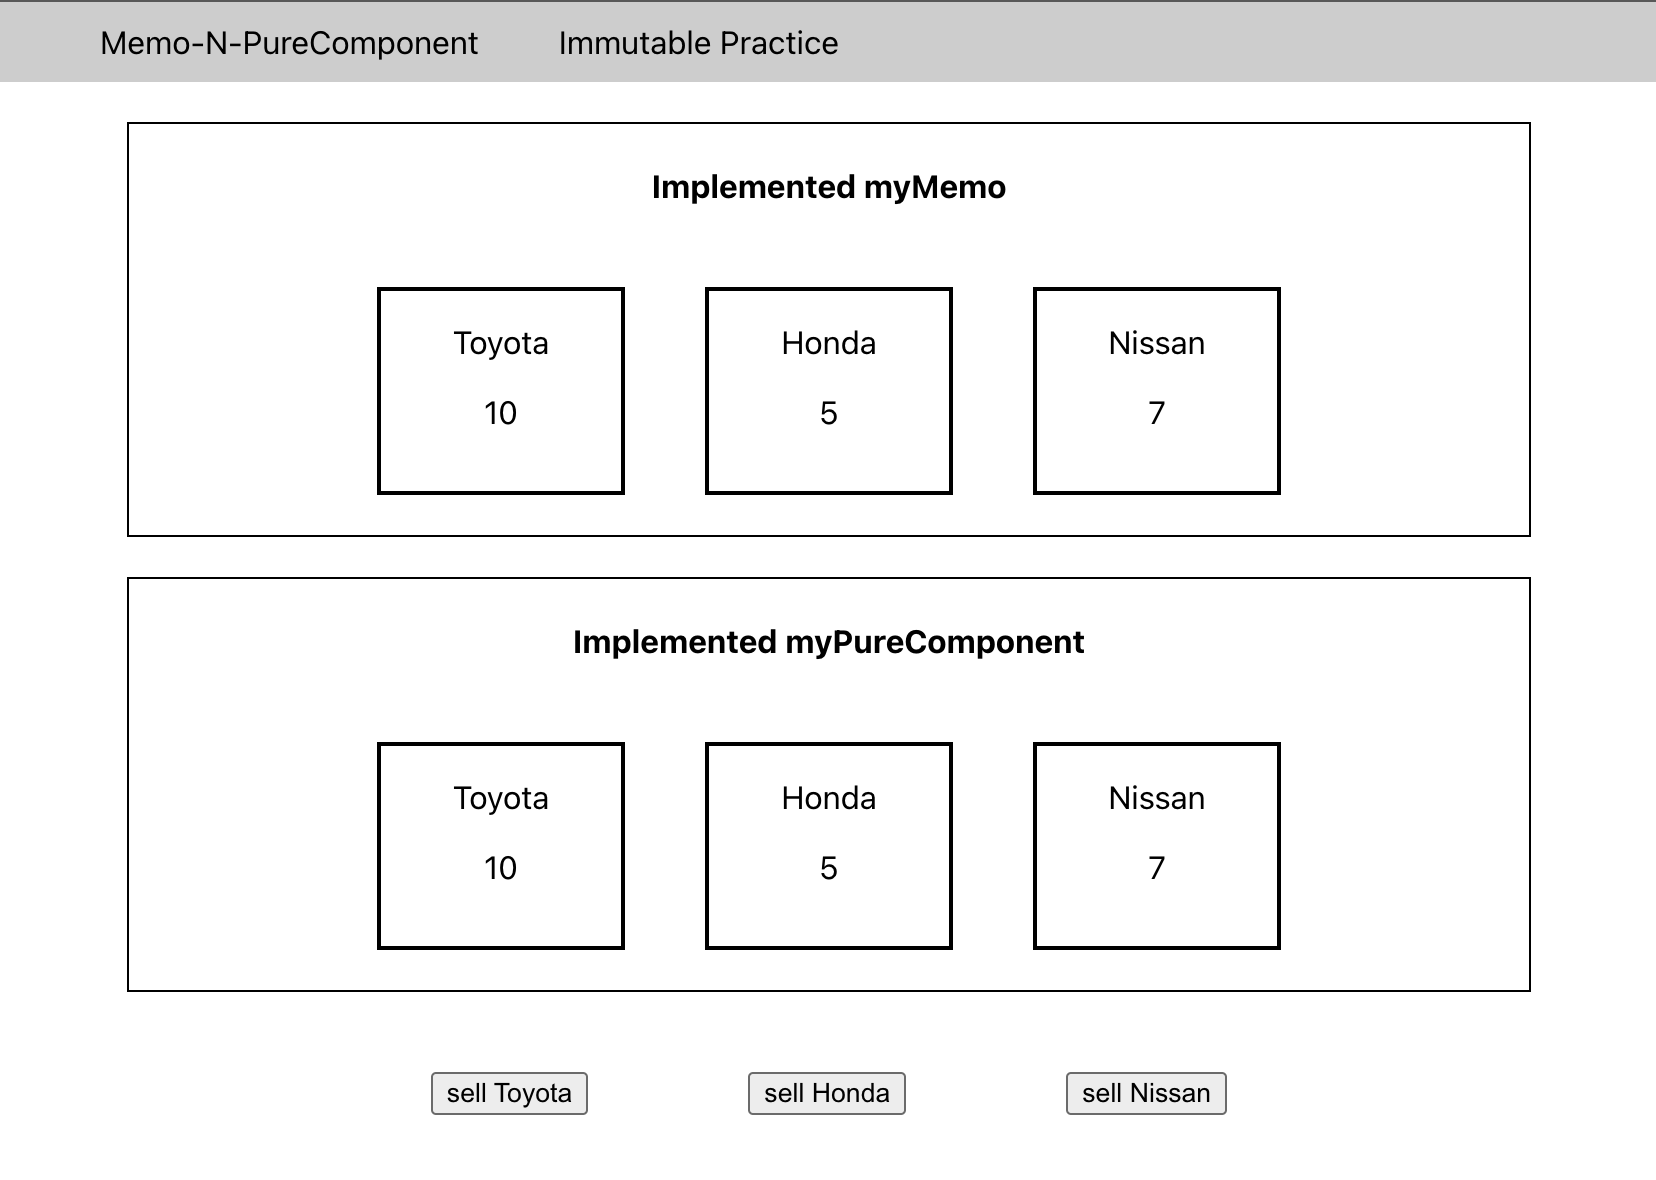 Memo-N-PureComponent Immutable Practice
Implemented myMemo
Toyota Honda Nissan
10 5 7
Implemented myPureComponent
Toyota Honda Nissan
10 5 7
sell Toyota sell Honda sell Nissan